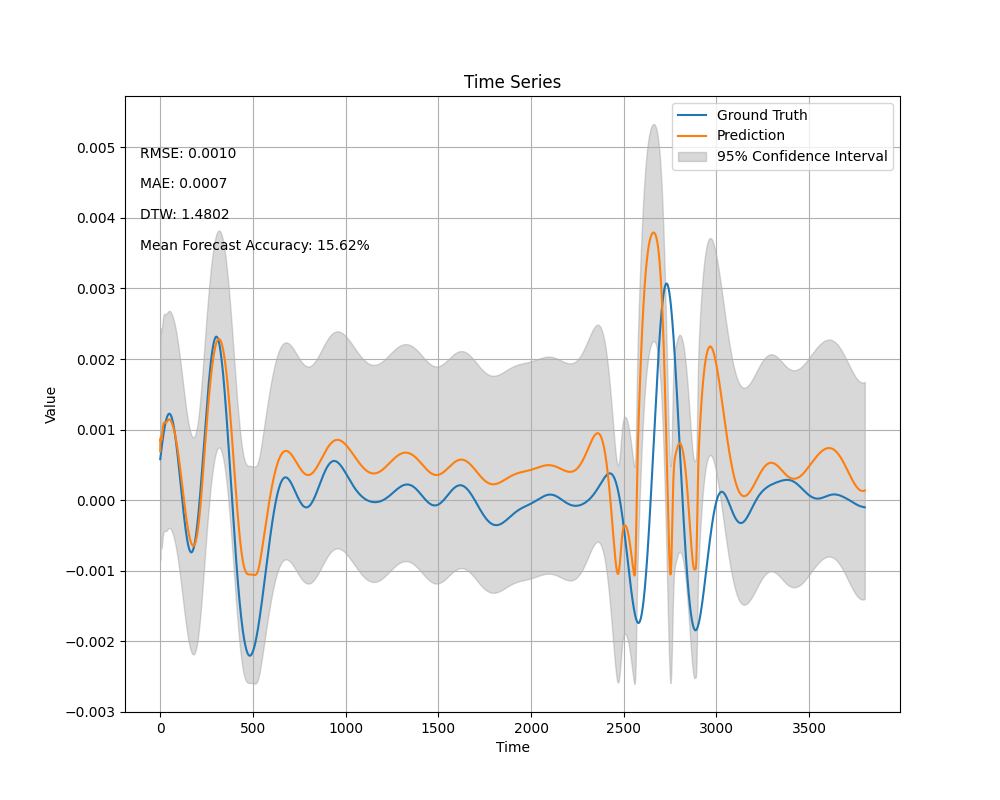 Time Series
Ground Truth
Prediction
95% Confidence Interval
RMSE: 0.0010
MAE: 0.0007
DTW: 1.4802
Mean Forecast Accuracy: 15.62%
0.005
0.004
0.003
0.002
0.001
0.000
−0.001
−0.002
−0.003
Value
0 500 1000 1500 2000 2500 3000 3500
Time